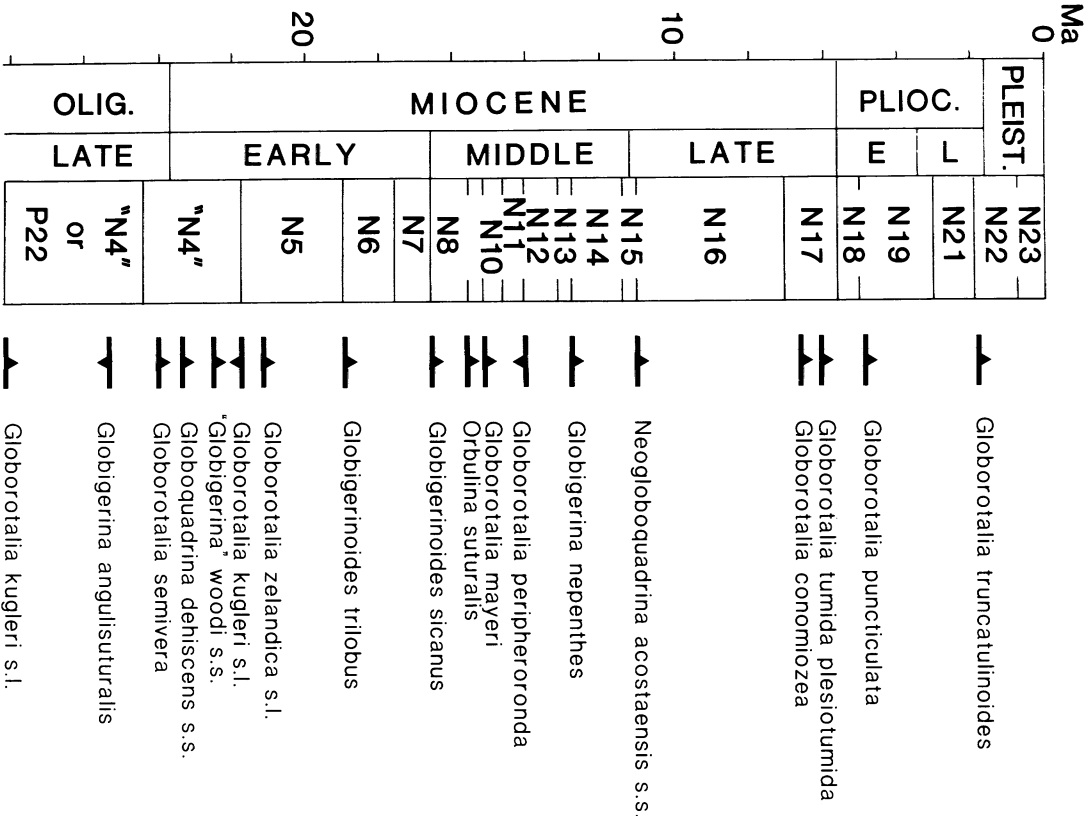 Ma
0
10
20
PLEIST.
PLIOC.
MIOCENE
OLIG.
L
E
LATE
MIDDLE
EARLY
LATE
N23
N22
N21
N19
N18
N17
N16
N15
N14
N13
N12
N11
N10
N8
N7
N6
N5
"N4"
"N4"
or
P22
Globorotalia truncatulinoides
Globorotalia puncticulata
Globorotalia tumida plesiotumida
Globorotalia conomiozea
Neogloboquadrina acostaensis s.s.
Globigerina nepenthes
Globorotalia peripheroronda
Globorotalia mayeri
Orbulina suturalis
Globigerinoides sicanus
Globigerinoides trilobus
Globorotalia zelandica s.l.
Globorotalia kugleri s.l.
"Globigerina" woodi s.s.
Globoquadrina dehiscens s.s.
Globorotalia semivera
Globigerina angulisuturalis
Globorotalia kugleri s.l.